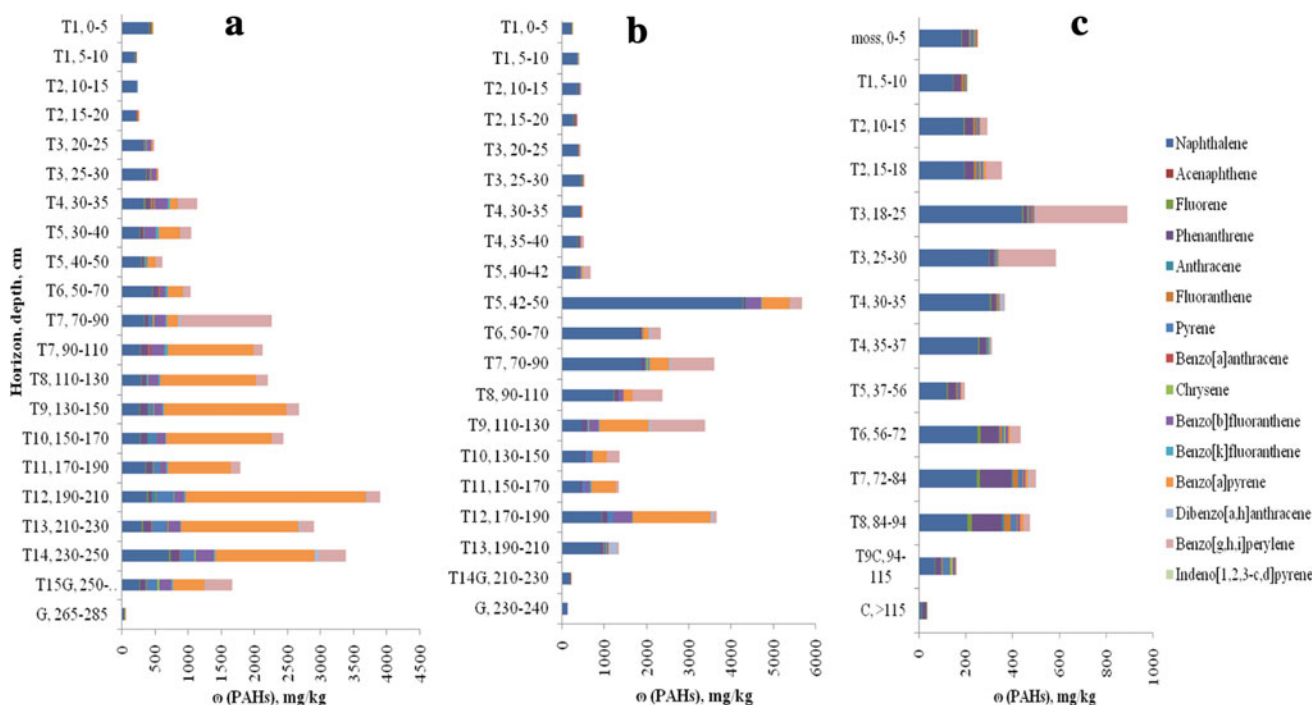 a
Horizon, depth, cm
T1, 0-5
T1, 5-10
T2, 10-15
T2, 15-20
T3, 20-25
T3, 25-30
T4, 30-35
T5, 30-40
T5, 40-50
T6, 50-70
T7, 70-90
T7, 90-110
T8, 110-130
T9, 130-150
T10, 150-170
T11, 170-190
T12, 190-210
T13, 210-230
T14, 230-250
T15G, 250-..
G, 265-285
0
500
1000
1500
2000
2500
3000
3500
4000
4500
ω (PAHs), mg/kg
b
T1, 0-5
T1, 5-10
T2, 10-15
T2, 15-20
T3, 20-25
T3, 25-30
T4, 30-35
T4, 35-40
T5, 40-42
T5, 42-50
T6, 50-70
T7, 70-90
T8, 90-110
T9, 110-130
T10, 130-150
T11, 150-170
T12, 170-190
T13, 190-210
T14G, 210-230
G, 230-240
0
1000
2000
3000
4000
5000
6000
ω (PAHs), mg/kg
c
moss, 0-5
T1, 5-10
T2, 10-15
T2, 15-18
T3, 18-25
T3, 25-30
T4, 30-35
T4, 35-37
T5, 37-56
T6, 56-72
T7, 72-84
T8, 84-94
T9C, 94-
115
C, >115
0
200
400
600
800
1000
ω (PAHs), mg/kg
Naphthalene
Acenaphthene
Fluorene
Phenanthrene
Anthracene
Fluoranthene
Pyrene
Benzo[a]anthracene
Chrysene
Benzo[b]fluoranthene
Benzo[k]fluoranthene
Benzo[a]pyrene
Dibenzo[a,h]anthracene
Benzo[g,h,i]perylene
Indeno[1,2,3-c,d]pyrene